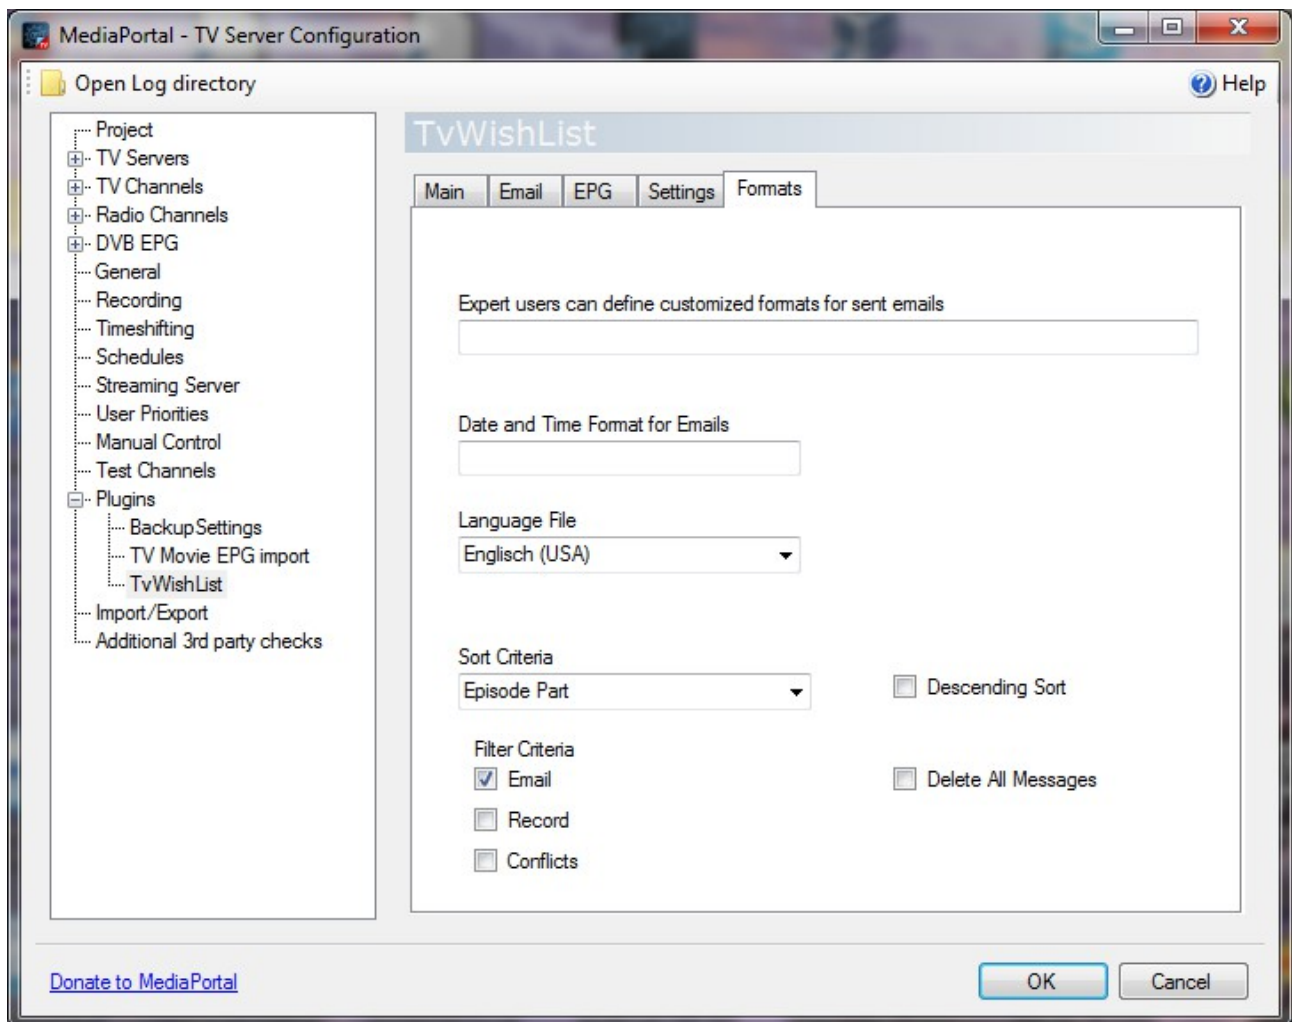 MediaPortal - TV Server Configuration
Open Log directory
Help
Project
TV Servers
TV Channels
Radio Channels
DVB EPG
General
Recording
Timeshifting
Schedules
Streaming Server
User Priorities
Manual Control
Test Channels
Plugins
BackupSettings
TV Movie EPG import
TvWishList
Import/Export
Additional 3rd party checks
TvWishList
Main Email EPG Settings Formats
Expert users can define customized formats for sent emails
Date and Time Format for Emails
Language File
Englisch (USA)
Sort Criteria
Episode Part
Descending Sort
Filter Criteria
Email
Delete All Messages
Record
Conflicts
Donate to MediaPortal
OK Cancel